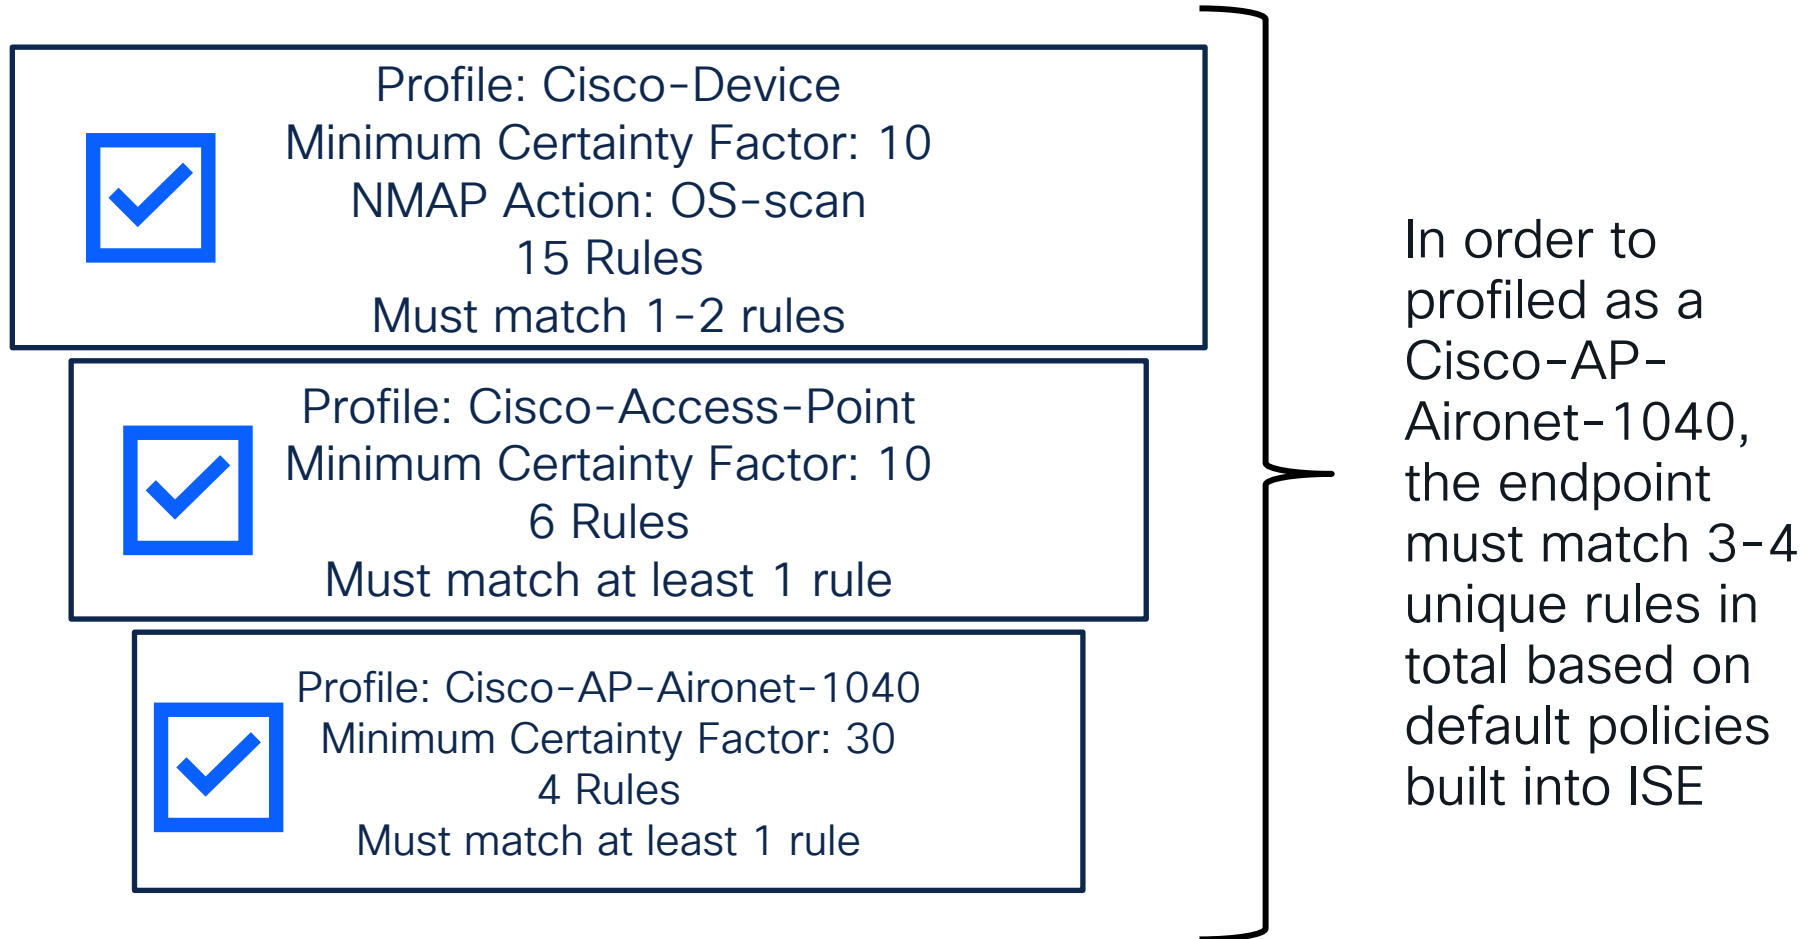 Profile: Cisco-Device
Minimum Certainty Factor: 10
NMAP Action: OS-scan
15 Rules
Must match 1-2 rules
Profile: Cisco-Access-Point
Minimum Certainty Factor: 10
6 Rules
Must match at least 1 rule
Profile: Cisco-AP-Aironet-1040
Minimum Certainty Factor: 30
4 Rules
Must match at least 1 rule
In order to
profiled as a
Cisco-AP-
Aironet-1040,
the endpoint
must match 3-4
unique rules in
total based on
default policies
built into ISE